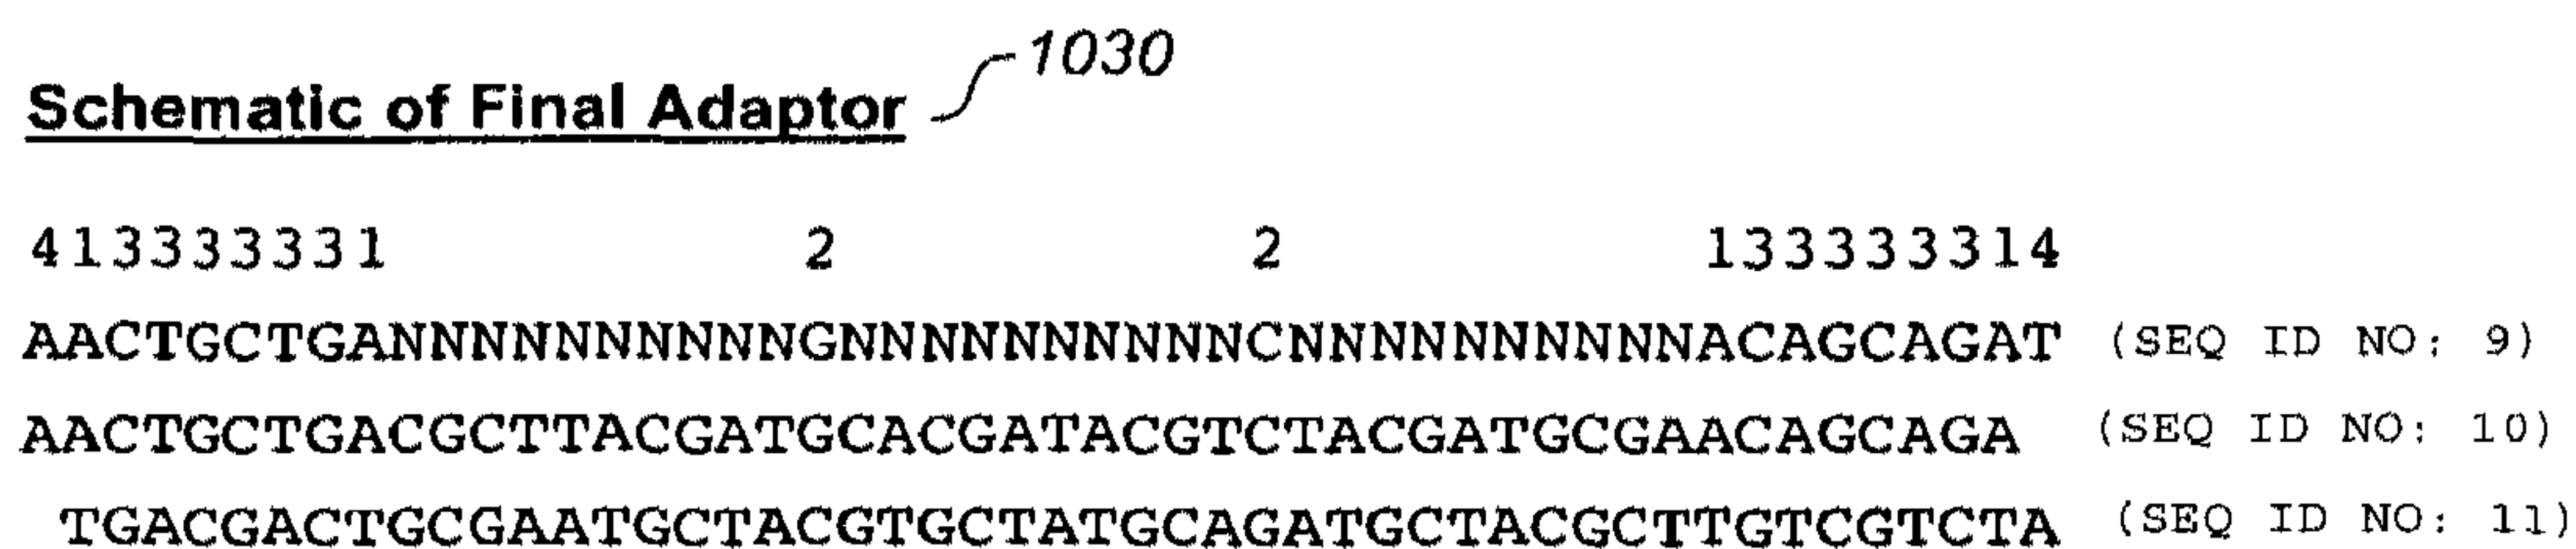 1030
Schematic of Final Adaptor
413333331 2 2 133333314
AACTGCTGANNNNNNNNNNGNNNNNNNNNNCNNNNNNNNNNACAGCAGAT (SEQ ID NO: 9)
AACTGCTGACGCTTACGATGCACGATACGTCTACGATGCGAACAGCAGA (SEQ ID NO: 10)
TGACGACTGCGAATGCTACGTGCTATGCAGATGCTACGCTTGTCGTCTA (SEQ ID NO: 11)